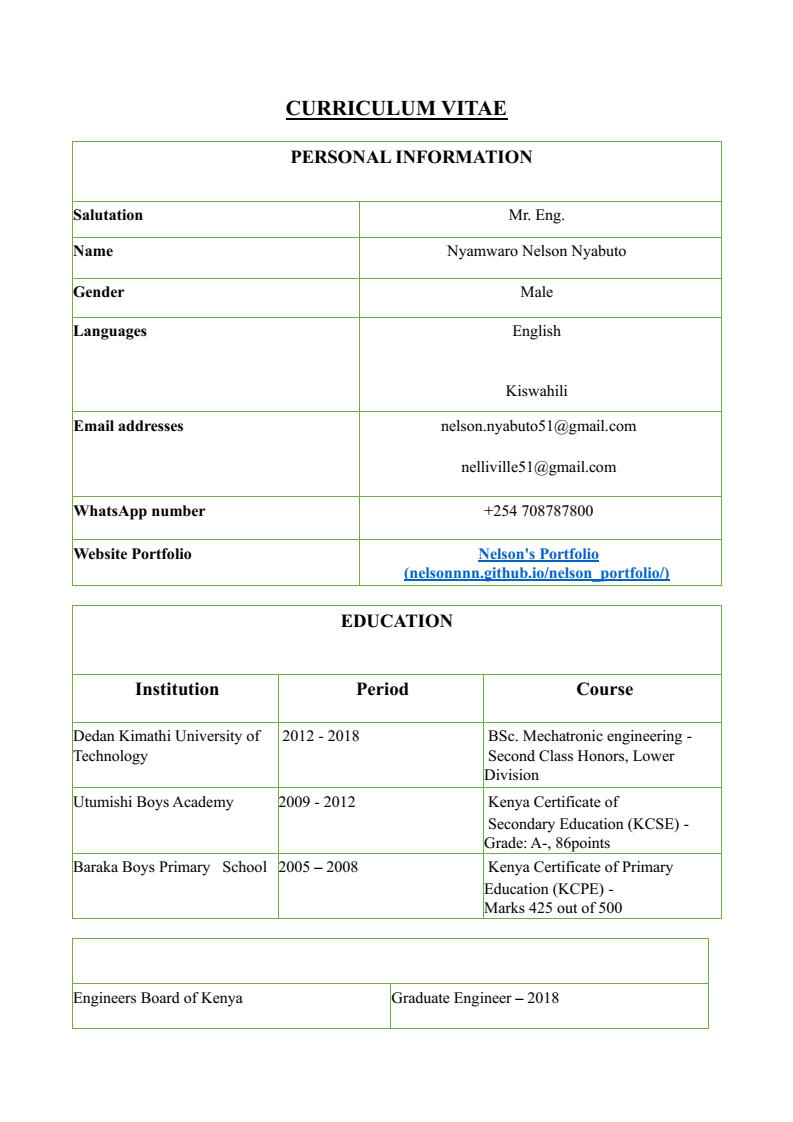 CURRICULUM VITAE
PERSONAL INFORMATION
Salutation Mr. Eng.
Name Nyamwaro Nelson Nyabuto
Gender Male
Languages English
Kiswahili
Email addresses nelson.nyabuto51@gmail.com
nelliville51@gmail.com
WhatsApp number +254 708787800
Website Portfolio Nelson's Portfolio
(nelsonnnn.github.io/nelson_portfolio/)
EDUCATION
Institution Period Course
Dedan Kimathi University of 2012 - 2018 BSc. Mechatronic engineering -
Technology Second Class Honors, Lower
Division
Utumishi Boys Academy 2009 - 2012 Kenya Certificate of
Secondary Education (KCSE) -
Grade: A-, 86points
Baraka Boys Primary School 2005 – 2008 Kenya Certificate of Primary
Education (KCPE) -
Marks 425 out of 500
Engineers Board of Kenya Graduate Engineer – 2018